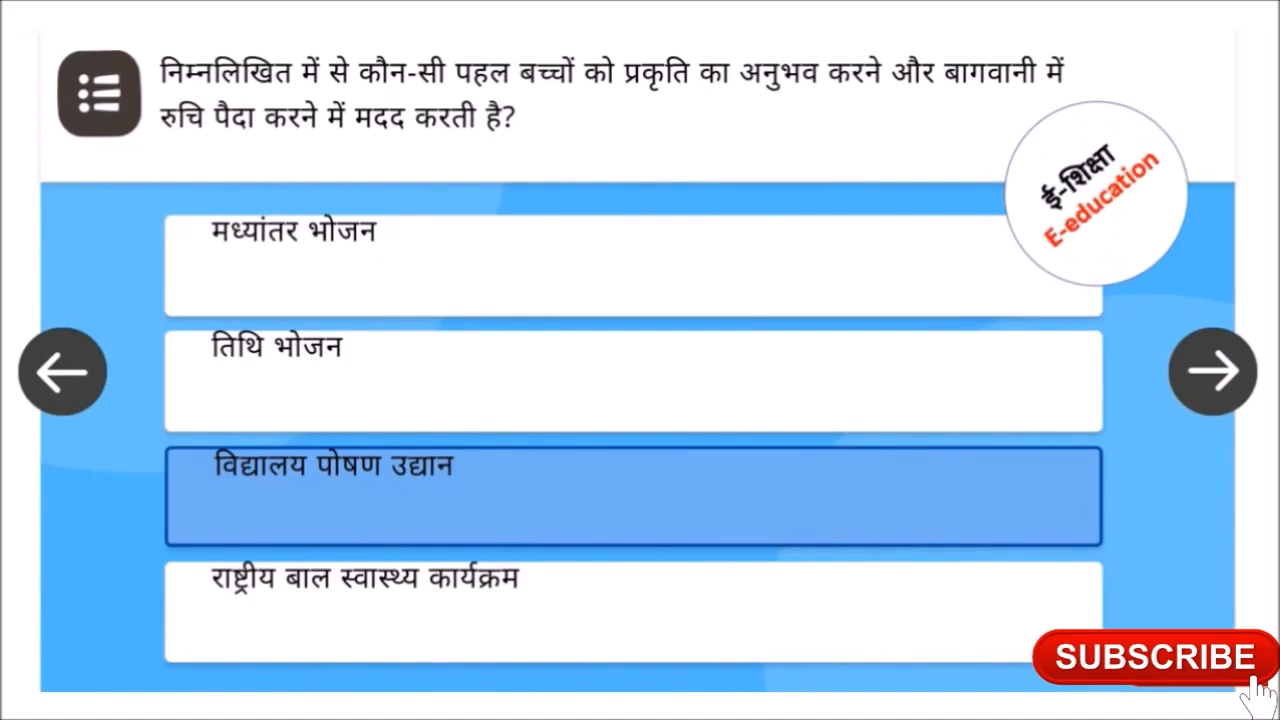 निम्नलिखित में से कौन-सी पहल बच्चों को प्रकृति का अनुभव करने और बागवानी में
रुचि पैदा करने में मदद करती है?
ई-शिक्षा
E-education
मध्यांतर भोजन
तिथि भोजन
विद्यालय पोषण उद्यान
राष्ट्रीय बाल स्वास्थ्य कार्यक्रम
SUBSCRIBE